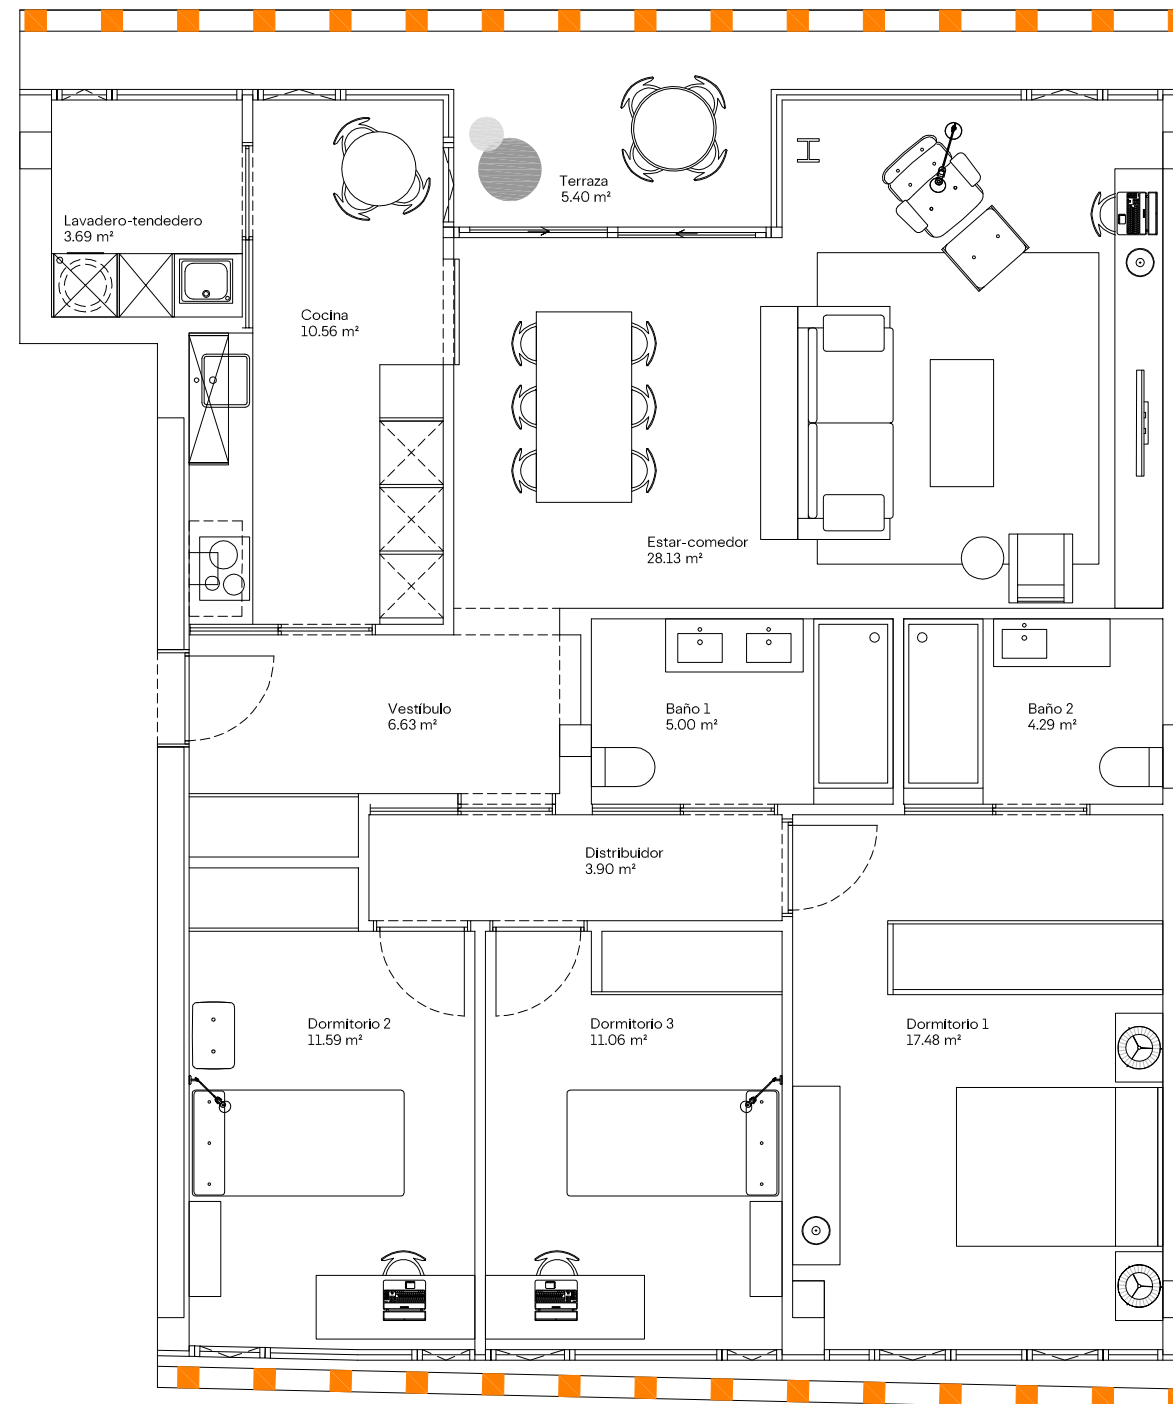 Terraza
5.40 m²
Lavadero-tendedero
3.69 m²
Cocina
10.56 m²
Estar-comedor
28.13 m²
Vestíbulo
6.63 m²
Baño 1
5.00 m²
Baño 2
4.29 m²
Distribuidor
3.90 m²
Dormitorio 2
11.59 m²
Dormitorio 3
11.06 m²
Dormitorio 1
17.48 m²